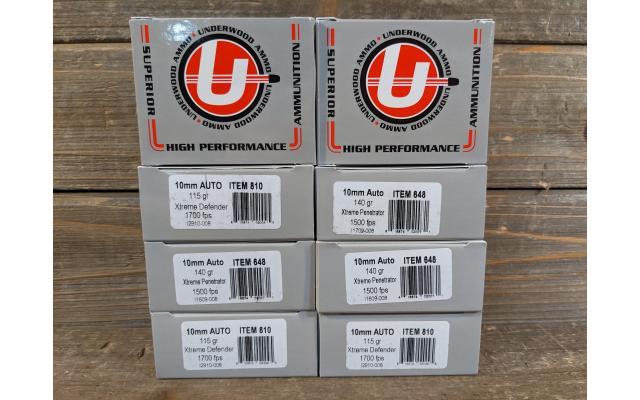 UNDERWOOD AMMO • UNDERWOOD AMMO • UNDERWOOD AMMO
U
SUPERIOR
AMMUNITION
HIGH PERFORMANCE
UNDERWOOD AMMO • UNDERWOOD AMMO • UNDERWOOD AMMO
U
SUPERIOR
AMMUNITION
HIGH PERFORMANCE
10mm AUTO ITEM 810
115 gr
Xtreme Defender
1700 fps
10mm Auto ITEM 648
140 gr
Xtreme Penetrator
1500 fps
10mm Auto ITEM 648
140 gr
Xtreme Penetrator
1500 fps
10mm Auto ITEM 648
140 gr
Xtreme Penetrator
1500 fps
10mm AUTO ITEM 810
115 gr
Xtreme Defender
1700 fps
10mm AUTO ITEM 810
115 gr
Xtreme Defender
1700 fps